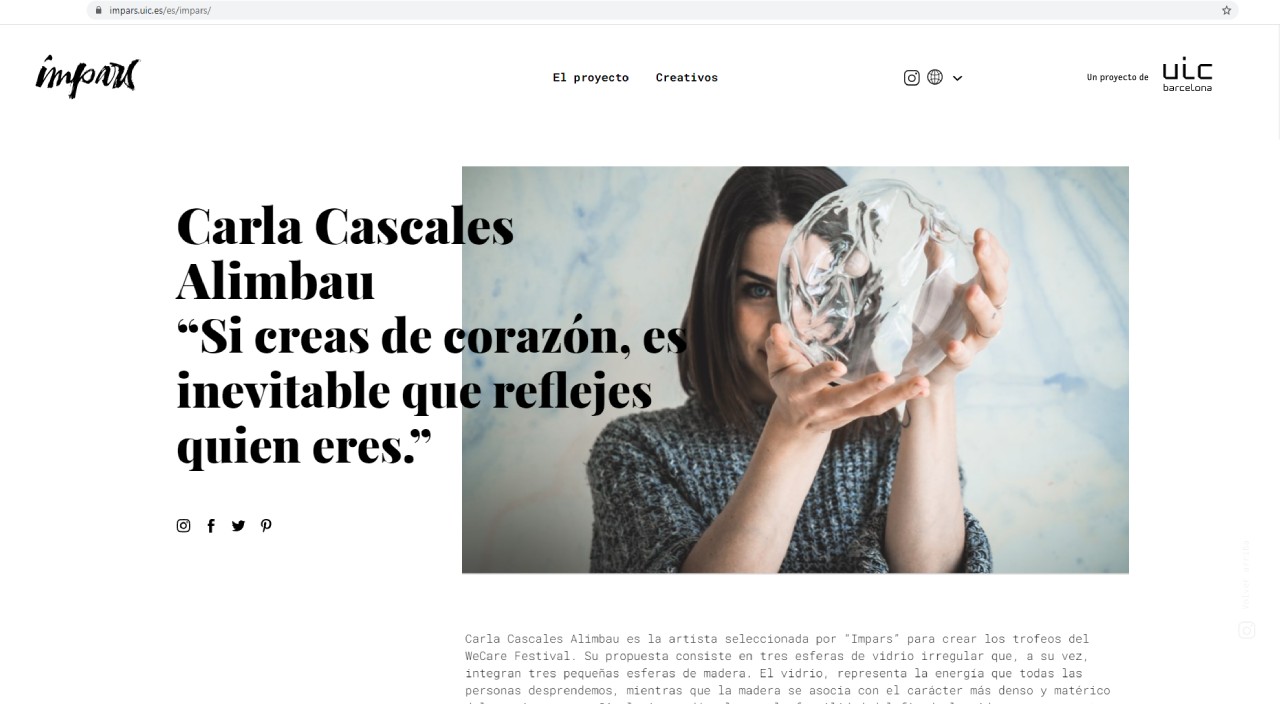 impars.uic.es/es/impars/
impars
El proyecto
Creativos
Un proyecto de
uic
barcelona
Carla Cascales
Alimbau
“Si creas de corazón, es
inevitable que reflejes
quien eres.”
Carla Cascales Alimbau es la artista seleccionada por “Impars” para crear los trofeos del
WeCare Festival. Su propuesta consiste en tres esferas de vidrio irregular que, a su vez,
integran tres pequeñas esferas de madera. El vidrio, representa la energía que todas las
personas desprendemos, mientras que la madera se asocia con el carácter más denso y matérico